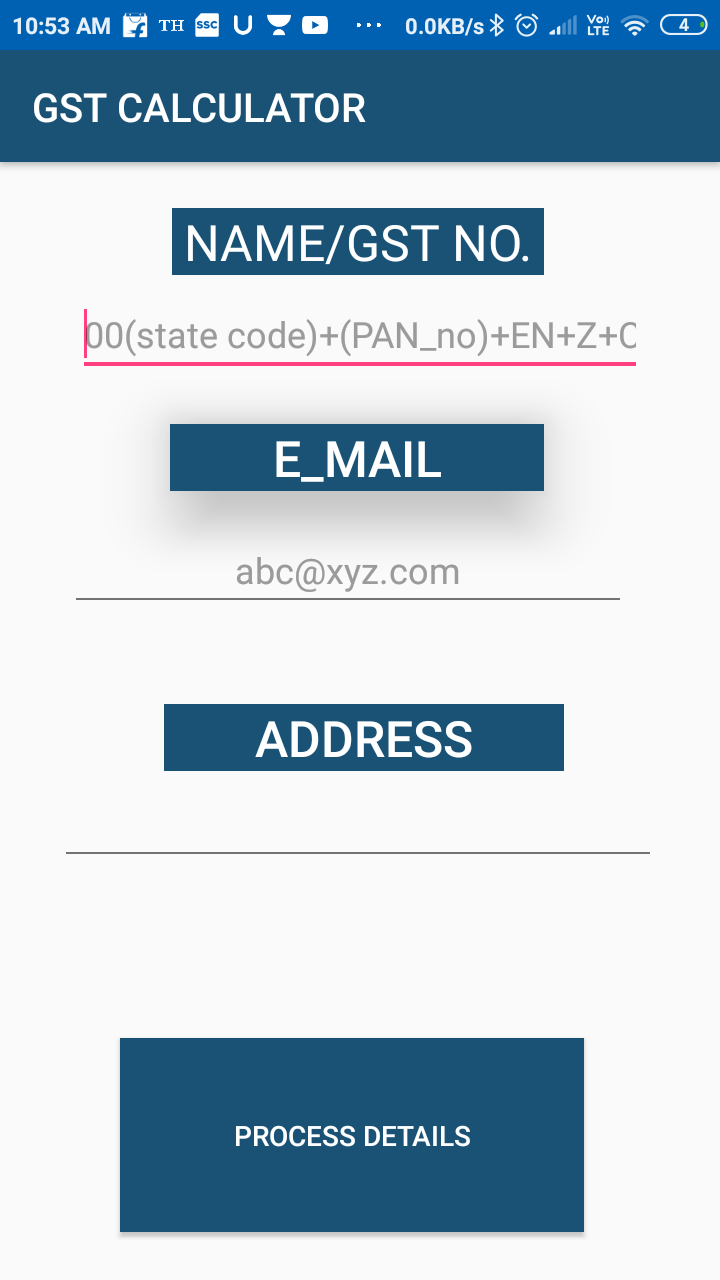 10:53 AM TH SSC U ... 0.0KB/s Vo) LTE 4
GST CALCULATOR
NAME/GST NO.
00(state code)+(PAN_no)+EN+Z+C
E_MAIL
abc@xyz.com
ADDRESS
PROCESS DETAILS